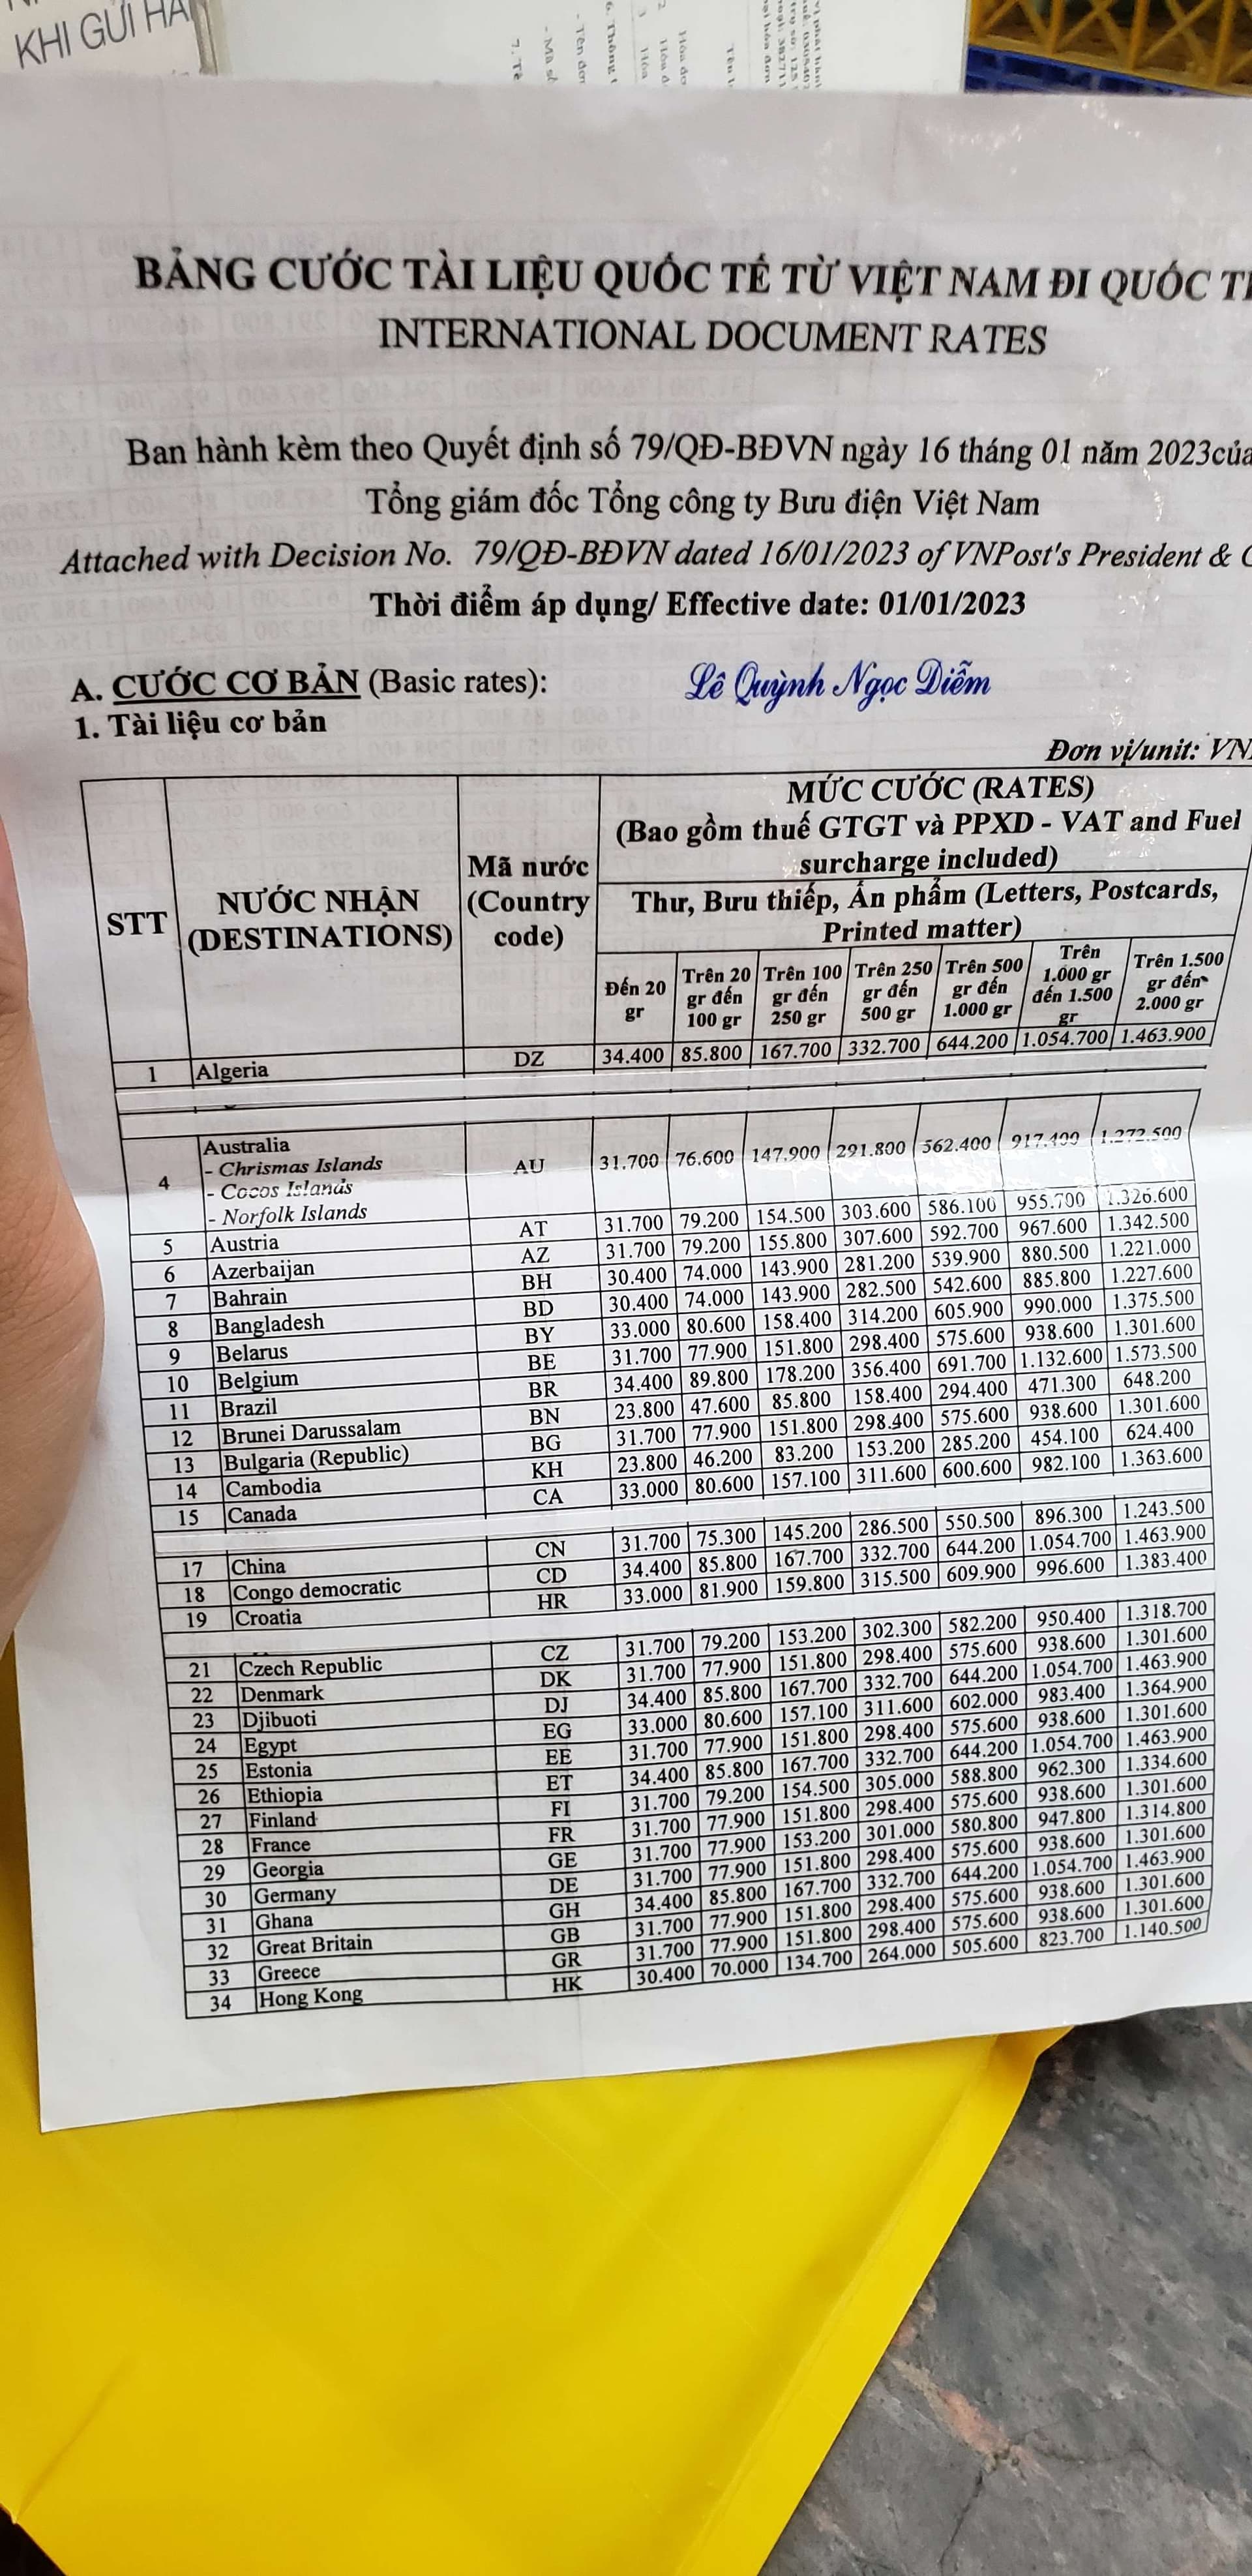 KHI GỬI HÀ
BẢNG CƯỚC TÀI LIỆU QUỐC TẾ TỪ VIỆT NAM ĐI QUỐC
INTERNATIONAL DOCUMENT RATES
Ban hành kèm theo Quyết định số 79/QĐ-BĐVN ngày 16 tháng 01 năm 2023của
Tổng giám đốc Tổng công ty Bưu điện Việt Nam
Attached with Decision No. 79/QĐ-BĐVN dated 16/01/2023 of VNPost's President &
Thời điểm áp dụng/ Effective date: 01/01/2023
A. CƯỚC CƠ BẢN (Basic rates):
Lê Quỳnh Ngọc Diễm
1. Tài liệu cơ bản
Đơn vị/unit: VN
STT NƯỚC NHẬN (DESTINATIONS) Mã nước (Country code)
MỨC CƯỚC (RATES)
(Bao gồm thuế GTGT và PPXD - VAT and Fuel
surcharge included)
Thư, Bưu thiếp, Ấn phẩm (Letters, Postcards,
Printed matter)
Đến 20 gr Trên 20 gr đến 100 gr Trên 100 gr đến 250 gr Trên 250 gr đến 500 gr Trên 500 gr đến 1.000 gr Trên 1.000 gr đến 1.500 gr Trên 1.500 gr đến 2.000 gr
1 Algeria DZ 34.400 85.800 167.700 332.700 644.200 1.054.700 1.463.900
4 Australia AU 31.700 76.600 147.900 291.800 562.400 917.400 1.272.500
- Chrismas Islands
- Cocos Islands
- Norfolk Islands
5 Austria AT 31.700 79.200 154.500 303.600 586.100 955.700 1.326.600
6 Azerbaijan AZ 31.700 79.200 155.800 307.600 592.700 967.600 1.342.500
7 Bahrain BH 30.400 74.000 143.900 281.200 539.900 880.500 1.221.000
8 Bangladesh BD 30.400 74.000 143.900 282.500 542.600 885.800 1.227.600
9 Belarus BY 33.000 80.600 158.400 314.200 605.900 990.000 1.375.500
10 Belgium BE 31.700 77.900 151.800 298.400 575.600 938.600 1.301.600
11 Brazil BR 34.400 89.800 178.200 356.400 691.700 1.132.600 1.573.500
12 Brunei Darussalam BN 23.800 47.600 85.800 158.400 294.400 471.300 648.200
13 Bulgaria (Republic) BG 31.700 77.900 151.800 298.400 575.600 938.600 1.301.600
14 Cambodia KH 23.800 46.200 83.200 153.200 285.200 454.100 624.400
15 Canada CA 33.000 80.600 157.100 311.600 600.600 982.100 1.363.600
17 China CN 31.700 75.300 145.200 286.500 550.500 896.300 1.243.500
18 Congo democratic CD 34.400 85.800 167.700 332.700 644.200 1.054.700 1.463.900
19 Croatia HR 33.000 81.900 159.800 315.500 609.900 996.600 1.383.400
21 Czech Republic CZ 31.700 79.200 153.200 302.300 582.200 950.400 1.318.700
22 Denmark DK 31.700 77.900 151.800 298.400 575.600 938.600 1.301.600
23 Djibuoti DJ 34.400 85.800 167.700 332.700 644.200 1.054.700 1.463.900
24 Egypt EG 33.000 80.600 157.100 311.600 602.000 983.400 1.364.900
25 Estonia EE 31.700 77.900 151.800 298.400 575.600 938.600 1.301.600
26 Ethiopia ET 34.400 85.800 167.700 332.700 644.200 1.054.700 1.463.900
27 Finland FI 31.700 79.200 154.500 305.000 588.800 962.300 1.334.600
28 France FR 31.700 77.900 151.800 298.400 575.600 938.600 1.301.600
29 Georgia GE 31.700 77.900 153.200 301.000 580.800 947.800 1.314.800
30 Germany DE 31.700 77.900 151.800 298.400 575.600 938.600 1.301.600
31 Ghana GH 34.400 85.800 167.700 332.700 644.200 1.054.700 1.463.900
32 Great Britain GB 31.700 77.900 151.800 298.400 575.600 938.600 1.301.600
33 Greece GR 31.700 77.900 151.800 298.400 575.600 938.600 1.301.600
34 Hong Kong HK 30.400 70.000 134.700 264.000 505.600 823.700 1.140.500